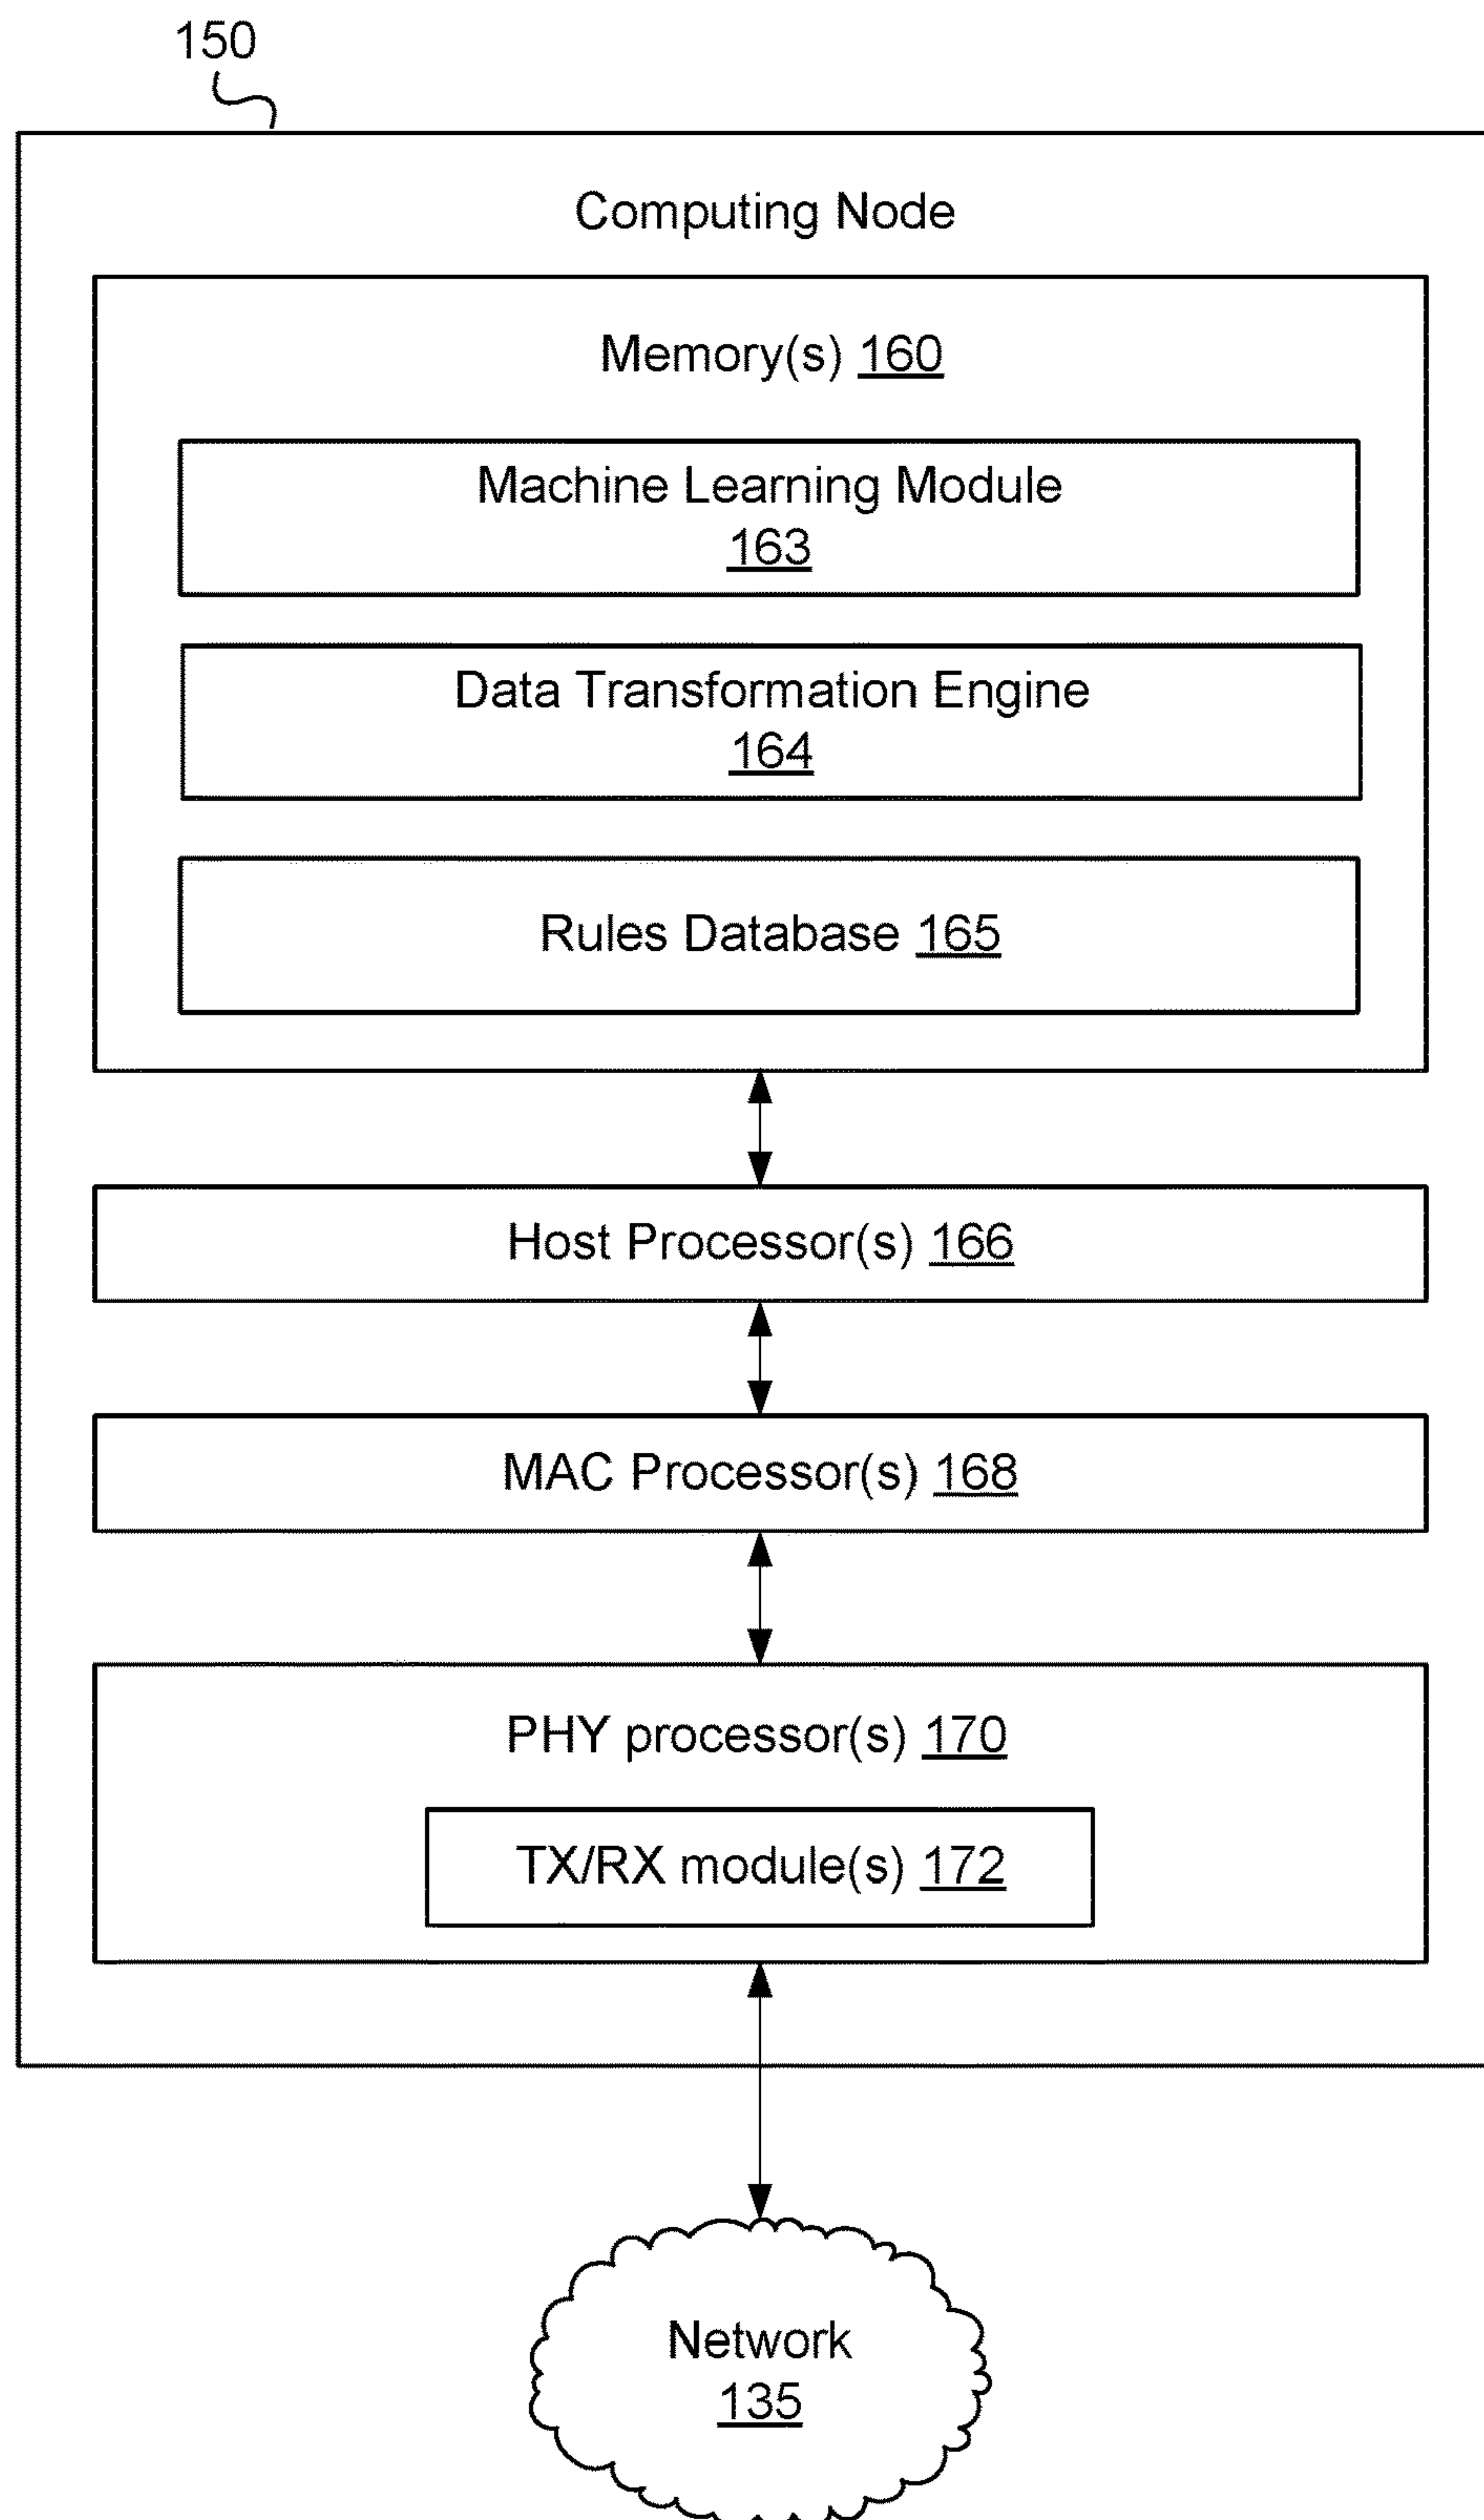 150
Computing Node
Memory(s) 160
Machine Learning Module
163
Data Transformation Engine
164
Rules Database 165
Host Processor(s) 166
MAC Processor(s) 168
PHY processor(s) 170
TX/RX module(s) 172
Network
135